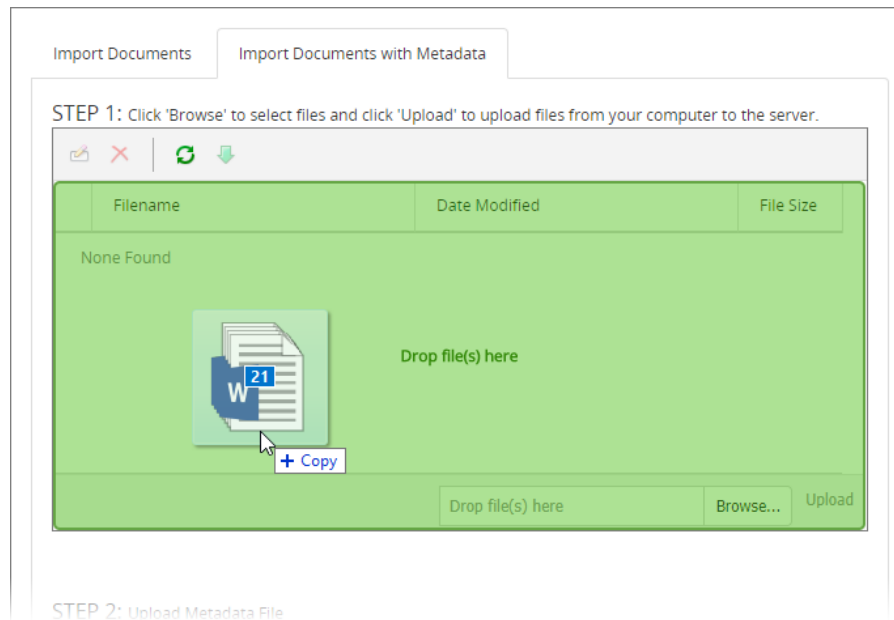 Import Documents
Import Documents with Metadata
STEP 1: Click 'Browse' to select files and click 'Upload' to upload files from your computer to the server.
Filename Date Modified File Size
None Found
Drop file(s) here
W 21
+ Copy
Drop file(s) here Browse... Upload
STEP 2: Upload Metadata File